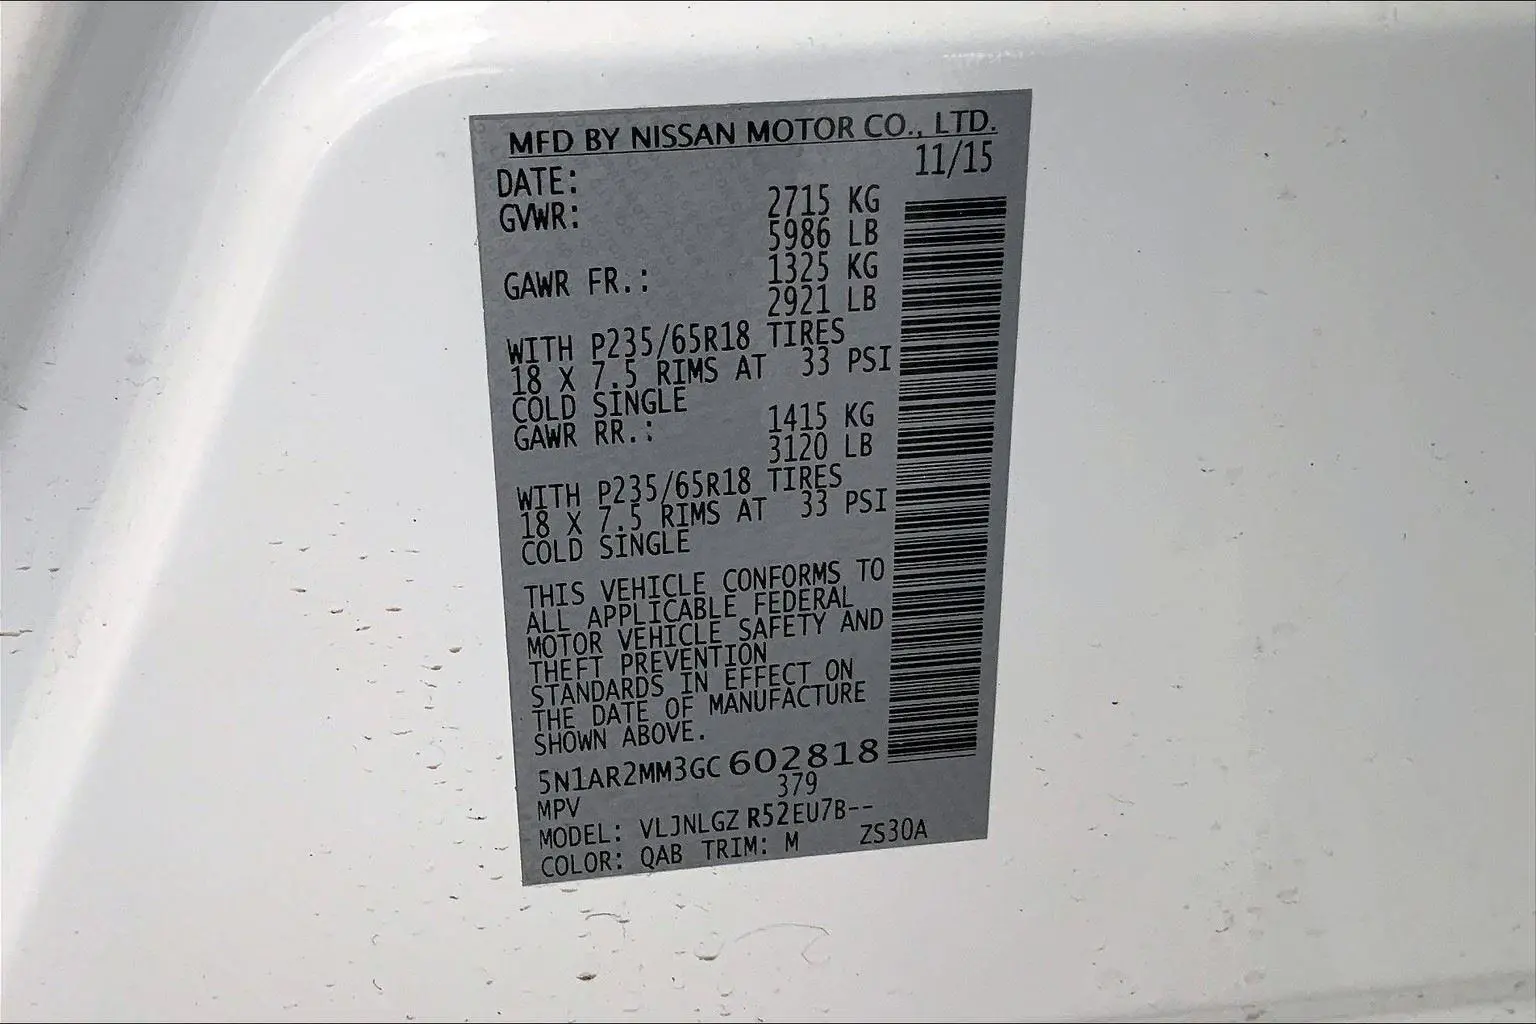 MFD BY NISSAN MOTOR CO., LTD.
DATE: 11/15
GVWR: 2715 KG
5986 LB
GAWR FR.: 1325 KG
2921 LB
WITH P235/65R18 TIRES
18 X 7.5 RIMS AT 33 PSI
COLD SINGLE
GAWR RR.: 1415 KG
3120 LB
WITH P235/65R18 TIRES
18 X 7.5 RIMS AT 33 PSI
COLD SINGLE
THIS VEHICLE CONFORMS TO
ALL APPLICABLE FEDERAL
MOTOR VEHICLE SAFETY AND
THEFT PREVENTION
STANDARDS IN EFFECT ON
THE DATE OF MANUFACTURE
SHOWN ABOVE.
5N1AR2MM3GC602818
MPV 379
MODEL: VLJNLGZ R52EU7B--
COLOR: QAB TRIM: M ZS30A